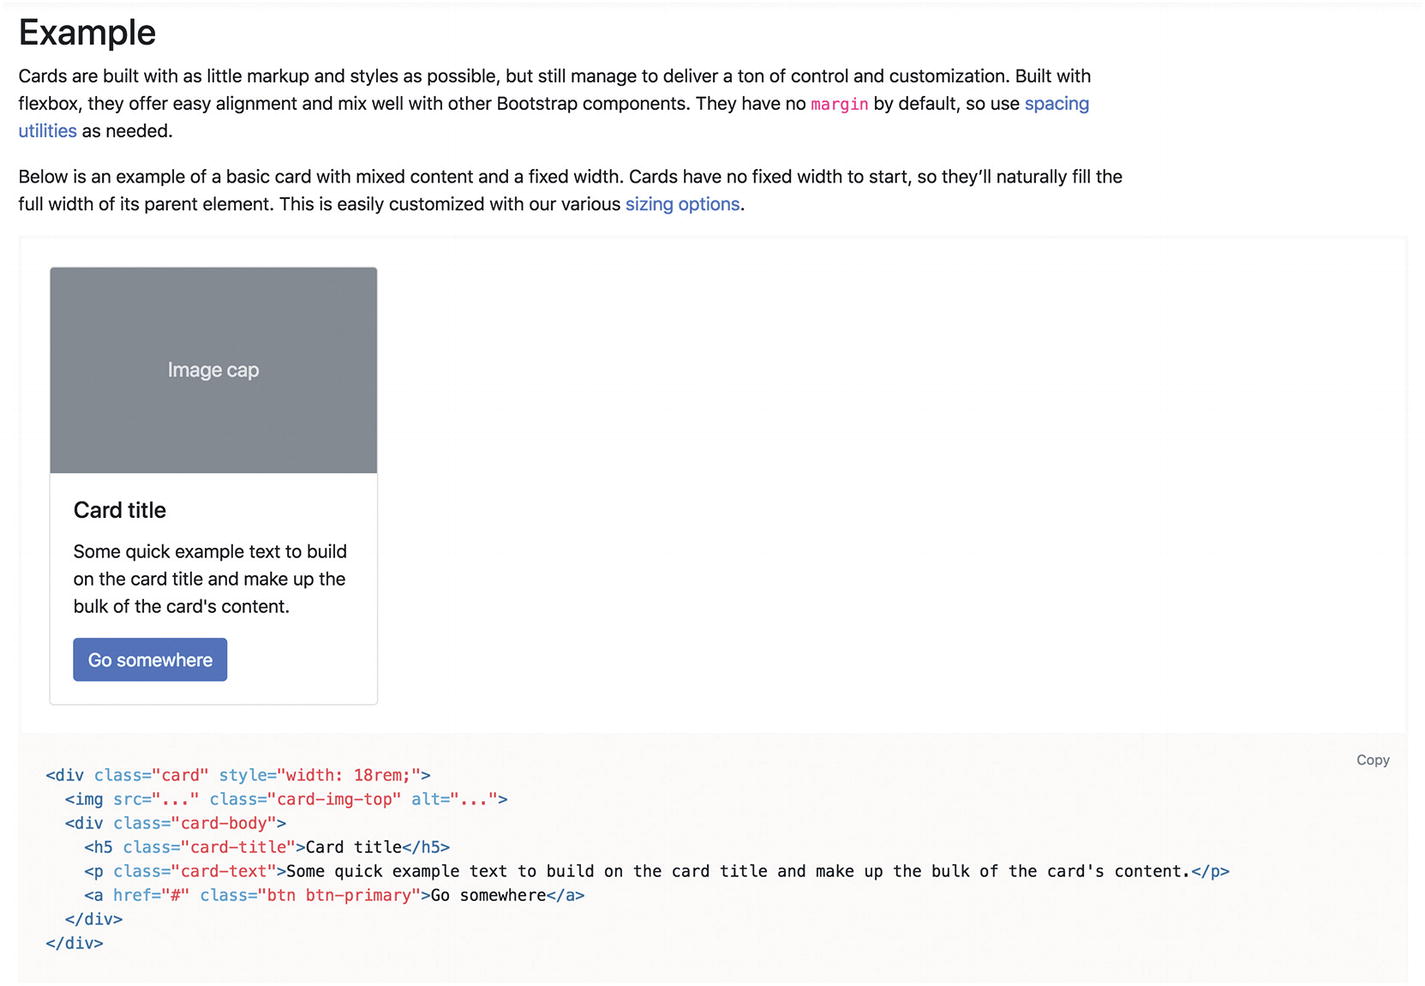 Example
Cards are built with as little markup and styles as possible, but still manage to deliver a ton of control and customization. Built with
flexbox, they offer easy alignment and mix well with other Bootstrap components. They have no margin by default, so use spacing
utilities as needed.
Below is an example of a basic card with mixed content and a fixed width. Cards have no fixed width to start, so they’ll naturally fill the
full width of its parent element. This is easily customized with our various sizing options.
Image cap
Card title
Some quick example text to build
on the card title and make up the
bulk of the card's content.
Go somewhere
Copy
<div class="card" style="width: 18rem;">
  <img src="..." class="card-img-top" alt="...">
  <div class="card-body">
    <h5 class="card-title">Card title</h5>
    <p class="card-text">Some quick example text to build on the card title and make up the bulk of the card's content.</p>
    <a href="#" class="btn btn-primary">Go somewhere</a>
  </div>
</div>